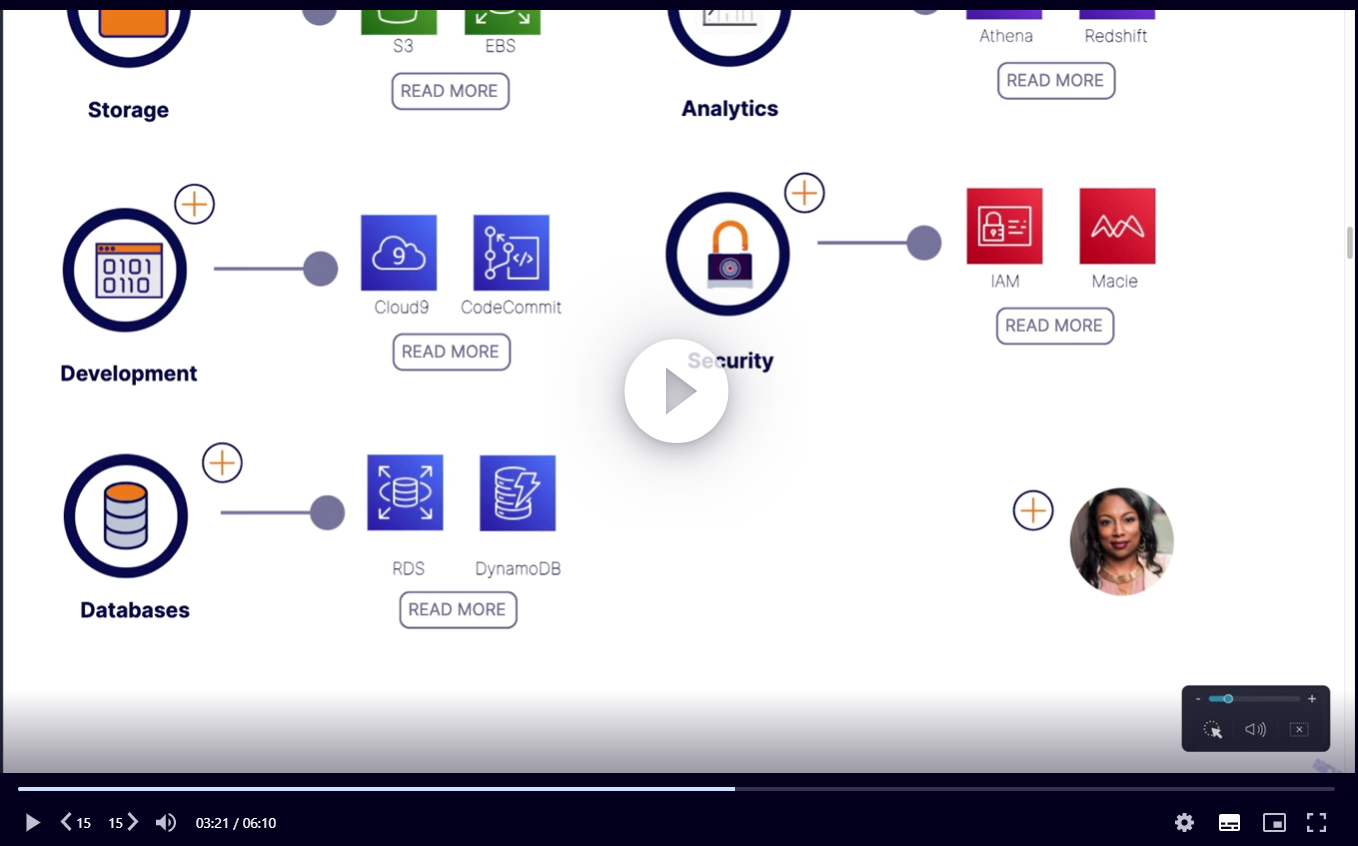 S3 EBS
READ MORE
Storage
Athena Redshift
READ MORE
Analytics
0101
0110
9
Cloud9 CodeCommit
READ MORE
Development
IAM Macie
READ MORE
Security
RDS DynamoDB
READ MORE
Databases
- +
15 15 03:21 / 06:10